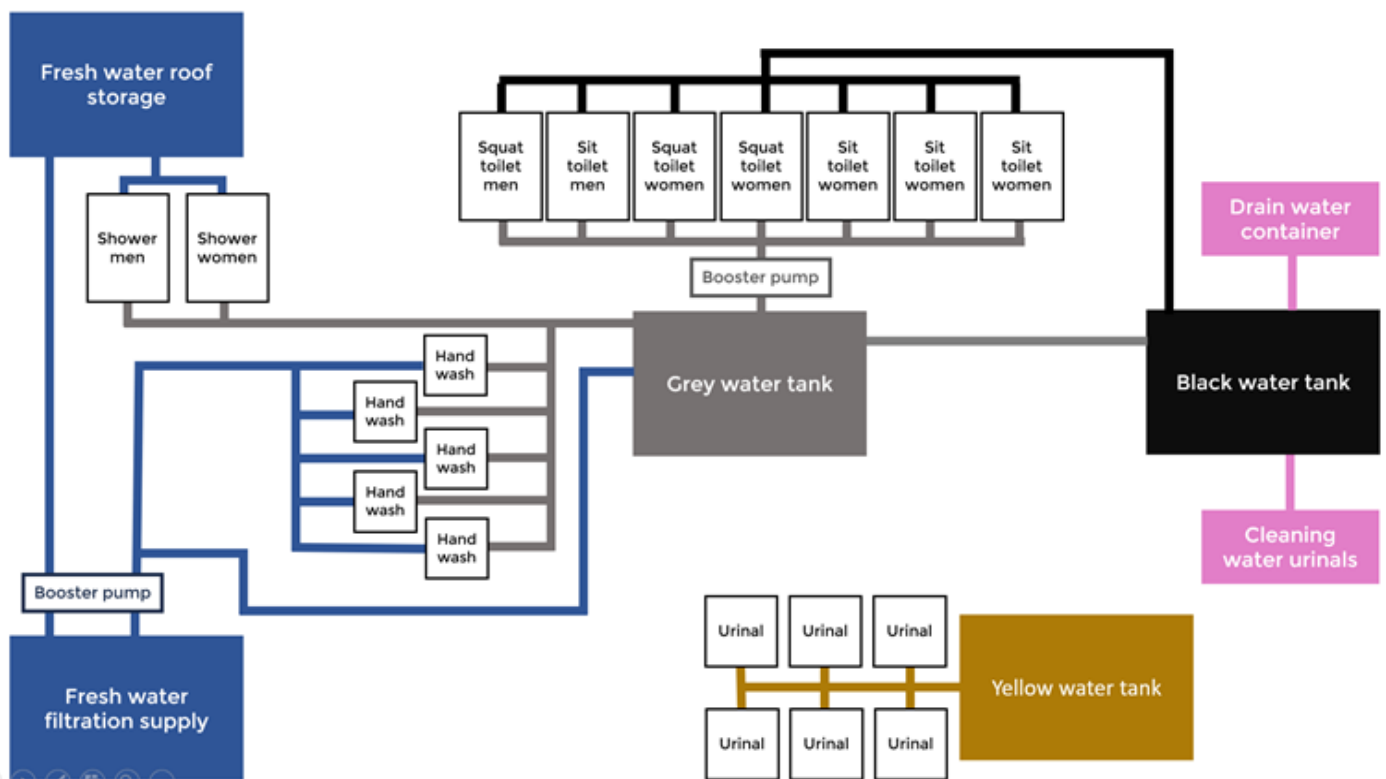 Fresh water roof
storage
Squat
toilet
men
Sit
toilet
men
Squat
toilet
women
Squat
toilet
women
Sit
toilet
women
Sit
toilet
women
Sit
toilet
women
Drain water
container
Shower
men
Shower
women
Booster pump
Hand
wash
Hand
wash
Hand
wash
Hand
wash
Hand
wash
Grey water tank
Black water tank
Cleaning
water urinals
Booster pump
Fresh water
filtration supply
Urinal
Urinal
Urinal
Yellow water tank
Urinal
Urinal
Urinal